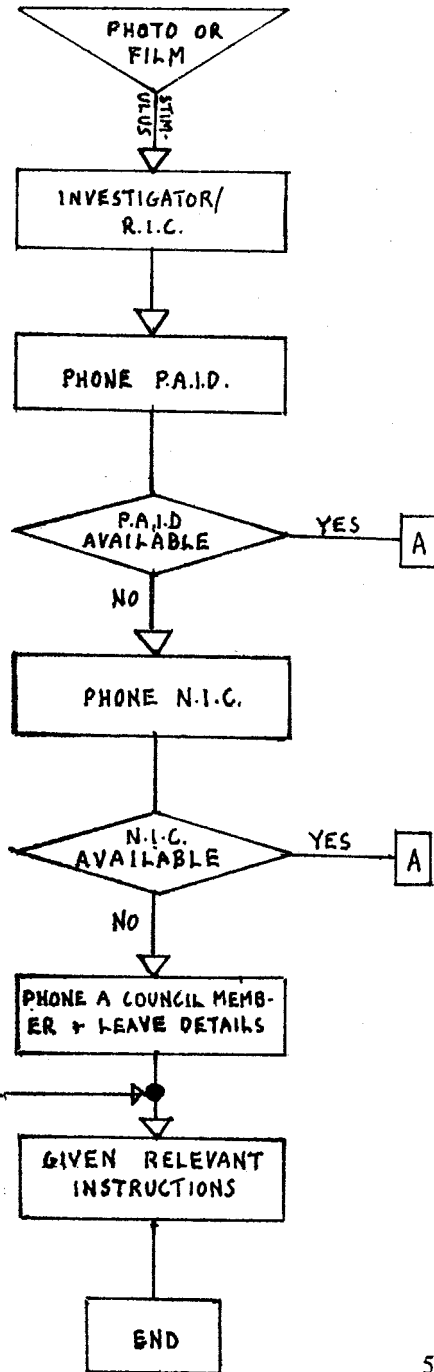 PHOTO OR
FILM
STIM-
ULUS
INVESTIGATOR/
R.I.C.
PHONE P.A.I.D.
P.A.I.D
AVAILABLE
YES
A
NO
PHONE N.I.C.
N.I.C.
AVAILABLE
YES
A
NO
PHONE A COUNCIL MEMB-
ER + LEAVE DETAILS
GIVEN RELEVANT
INSTRUCTIONS
END
5